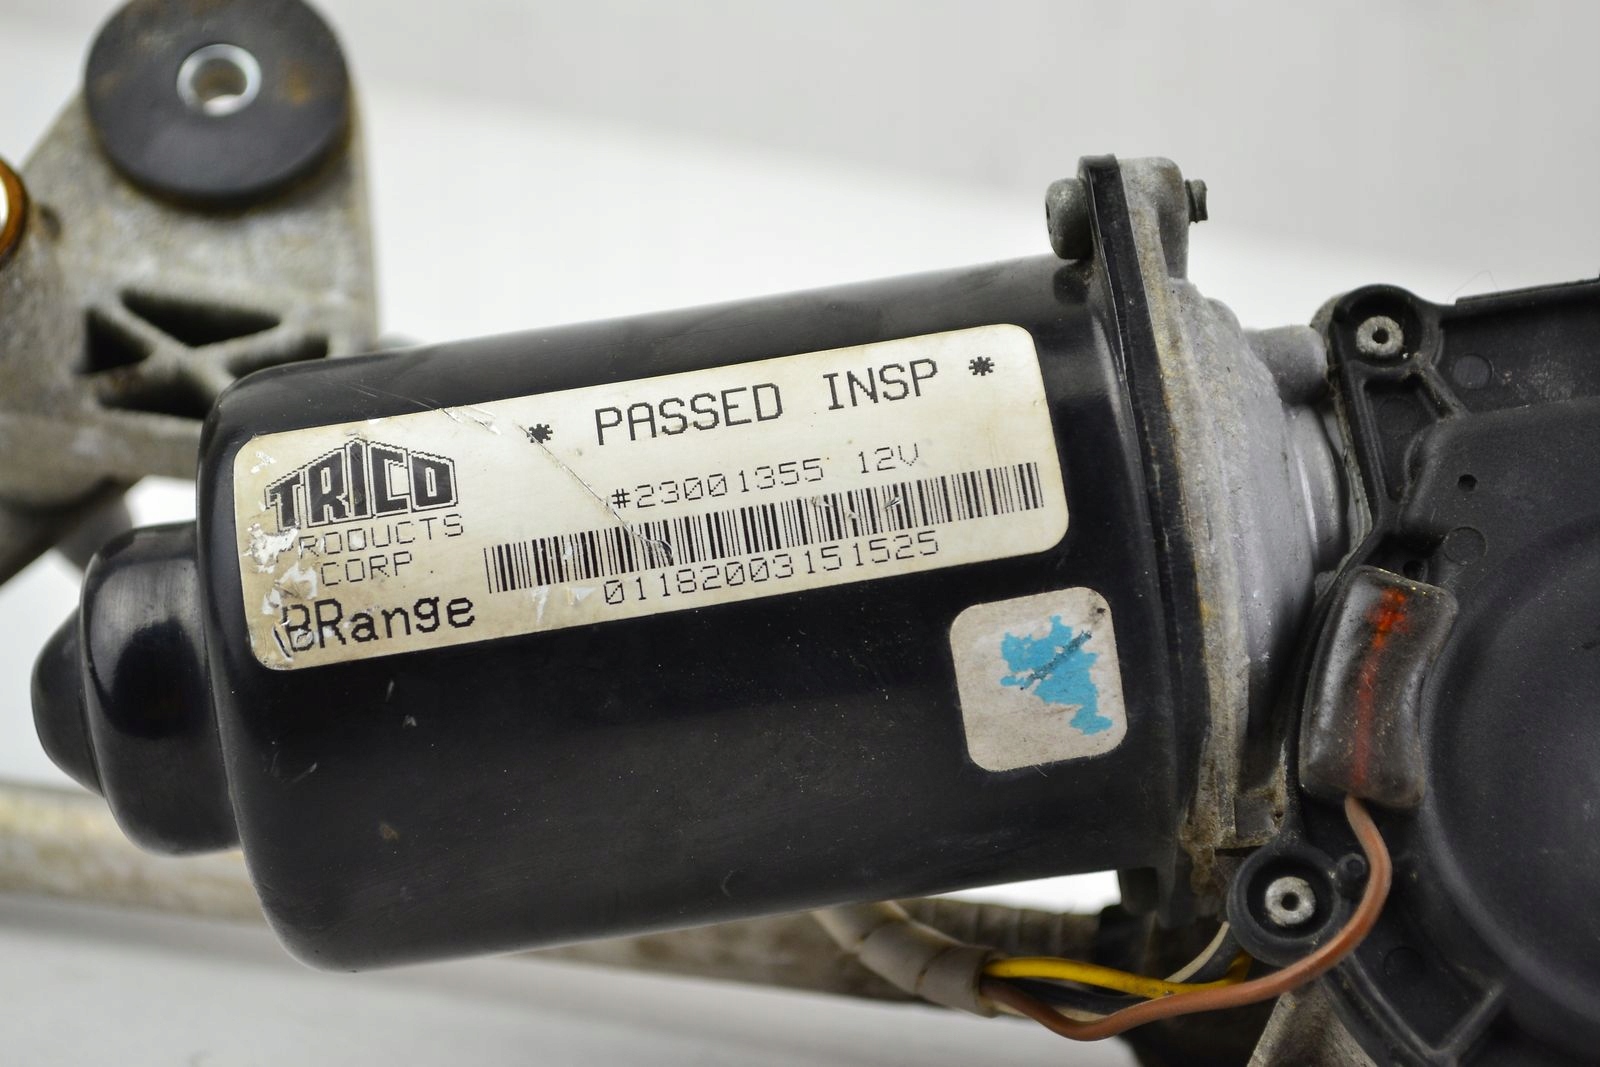 * PASSED INSP *
TRICO
PRODUCTS
CORP.
#23001355 12V
01182003151525
BRange